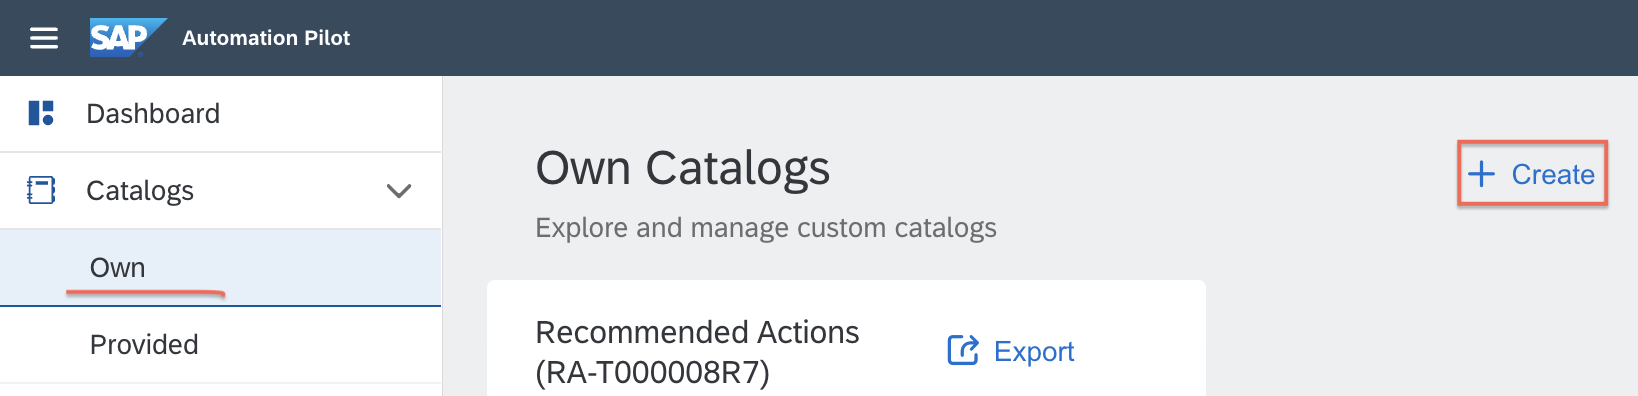 SAP Automation Pilot
Dashboard
Catalogs
Own
Provided
Own Catalogs
Explore and manage custom catalogs
Create
Recommended Actions
(RA-T000008R7)
Export